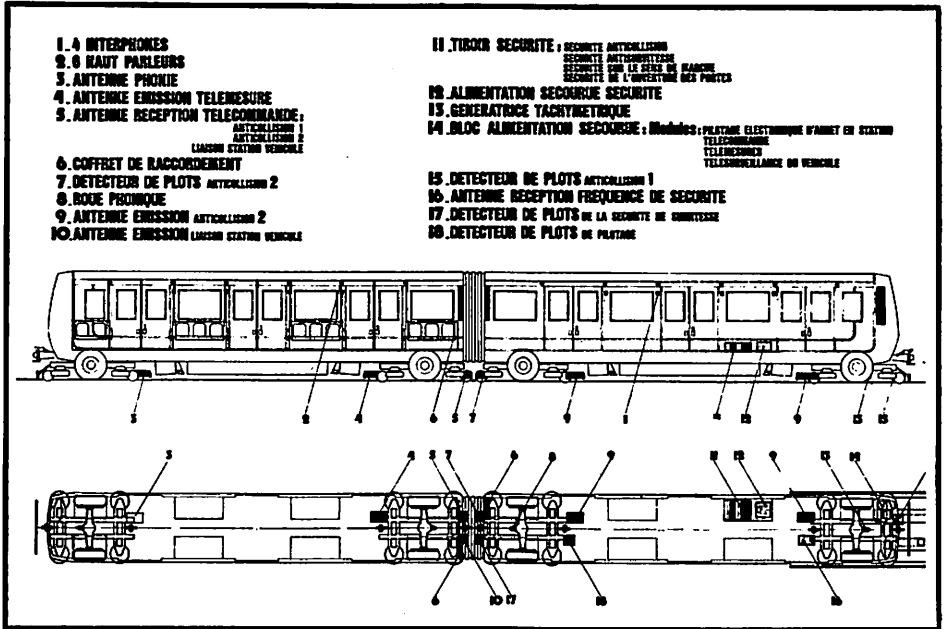 1. 4 INTERPHONES
2. 6 HAUT PARLEURS
3. ANTENNE PHONIE
4. ANTENNE EMISSION TELEMESURE
5. ANTENNE RECEPTION TELECOMMANDE:
ANTICOLLISION 1
ANTICOLLISION 2
LIAISON STATION VEHICULE
6. COFFRET DE RACCORDEMENT
7. DETECTEUR DE PLOTS ANTICOLLISION 2
8. ROUE PHONIQUE
9. ANTENNE EMISSION ANTICOLLISION 2
10. ANTENNE EMISSION LIAISON STATION VEHICULE
11. TIROIR SECURITE: SECURITE ANTICOLLISION
SECURITE ANTISURVITESSE
SECURITE SUR LE SENS DE MARCHE
SECURITE DE L'OUVERTURE DES PORTES
12. ALIMENTATION SECOURUE SECURITE
13. GENERATRICE TACHYMETRIQUE
14. BLOC ALIMENTATION SECOURUE: Modules: PILOTAGE ELECTRONIQUE D'ARRET EN STATION
TELECOMMANDE
TELEMESURES
TELESURVEILLANCE DU VEHICULE
15. DETECTEUR DE PLOTS ANTICOLLISION 1
16. ANTENNE RECEPTION FREQUENCE DE SECURITE
17. DETECTEUR DE PLOTS DE LA SECURITE DE SURVITESSE
18. DETECTEUR DE PLOTS DE PILOTAGE
3 2 4 6 5 7 9 1 11 12 9 13 15
3 4 5 7 6 8 9 11 12 9 13 14
6 10 17 18 16